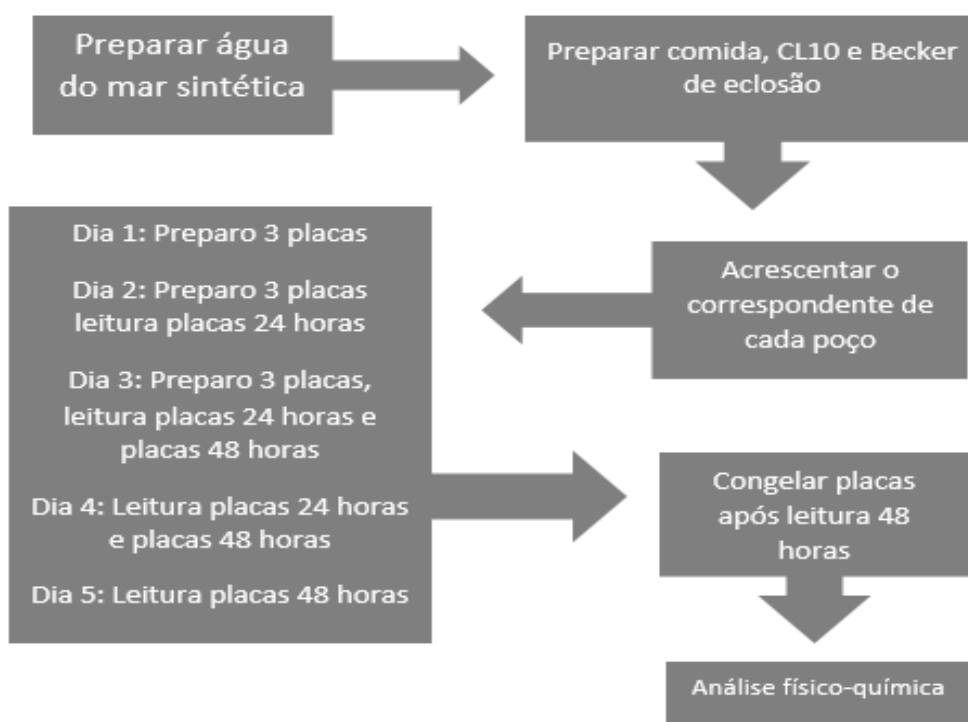 Preparar água
do mar sintética
Preparar comida, CL10 e Becker
de eclosão
Acrescentar o
correspondente de
cada poço
Dia 1: Preparo 3 placas
Dia 2: Preparo 3 placas
leitura placas 24 horas
Dia 3: Preparo 3 placas,
leitura placas 24 horas e
placas 48 horas
Dia 4: Leitura placas 24 horas
e placas 48 horas
Dia 5: Leitura placas 48 horas
Congelar placas
após leitura 48
horas
Análise físico-química